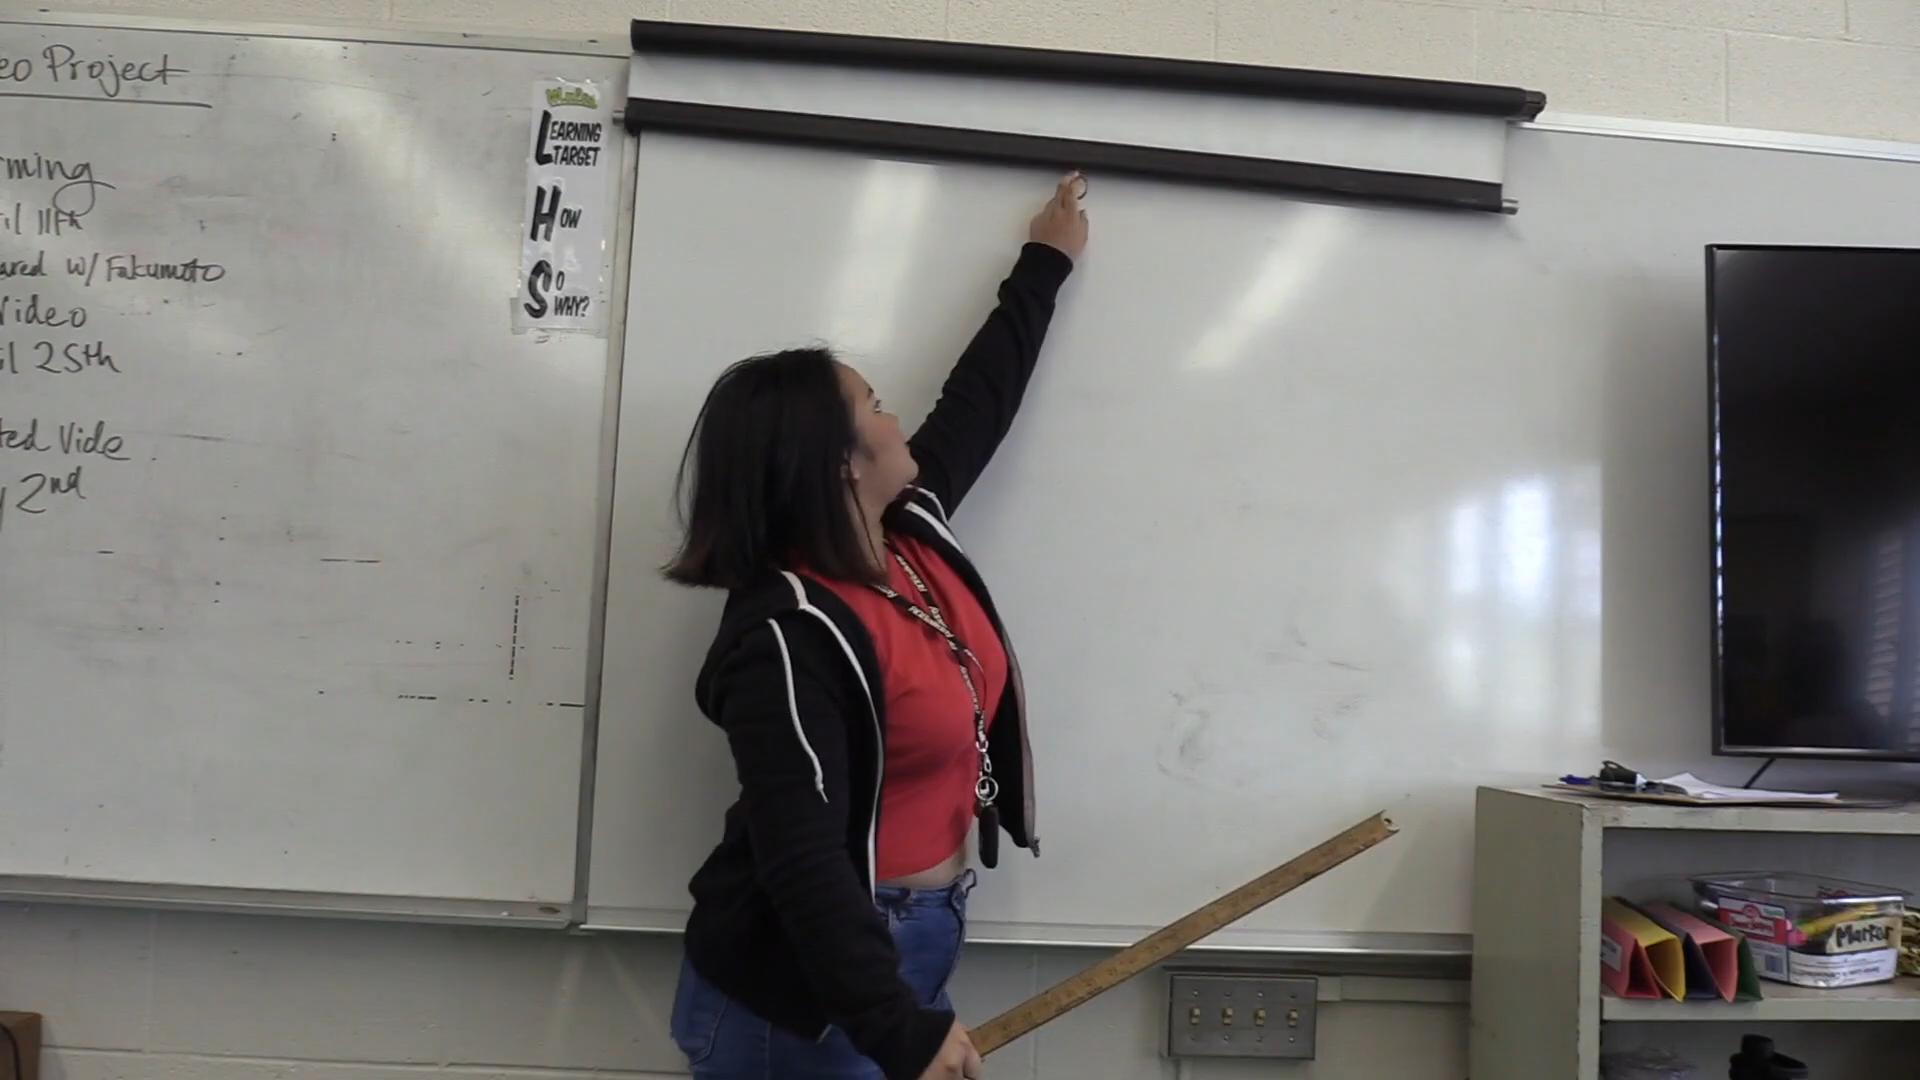 eo Project
rming
il 11th
ared w/ Fukumoto
Video
il 25th
ted Vide
y 2nd
LEARNING
TARGET
HOW
SO
WHY?
Marker